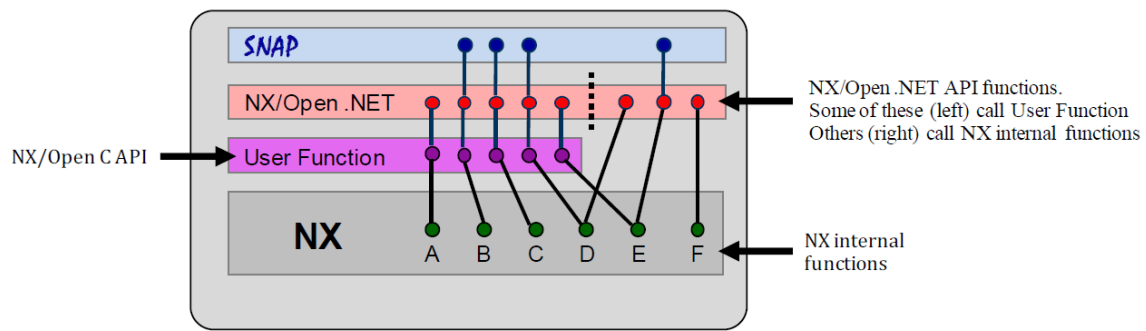 SNAP
NX/Open .NET
NX/Open .NET API functions.
Some of these (left) call User Function
Others (right) call NX internal functions
NX/Open C API
User Function
NX
A B C D E F
NX internal
functions